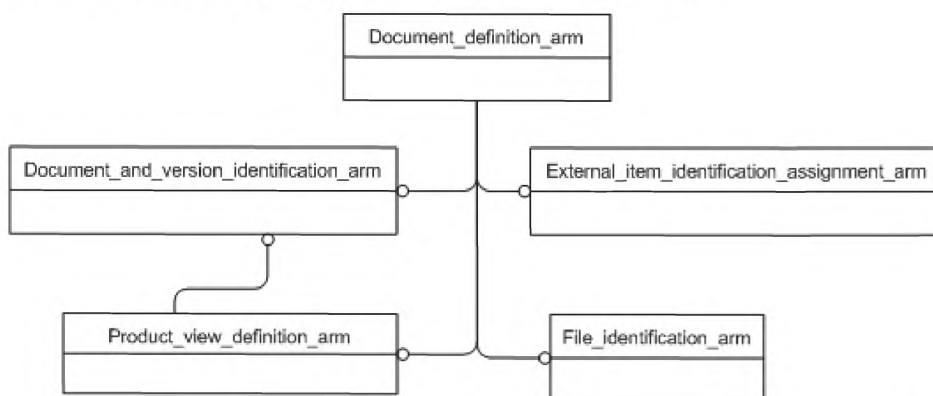 Document_definition_arm
Document_and_version_identification_arm
External_item_identification_assignment_arm
Product_view_definition_arm
File_identification_arm